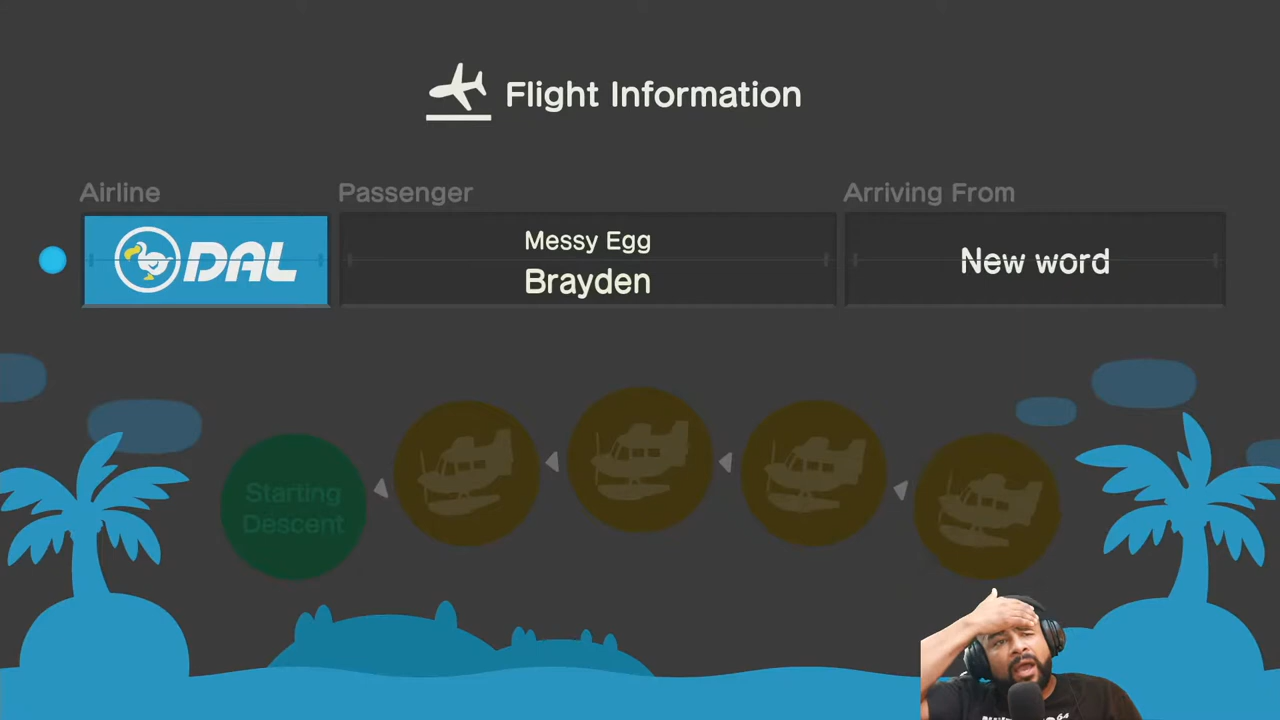 Flight Information
Airline
Passenger
Arriving From
DAL
Messy Egg
Brayden
New word
Starting
Descent